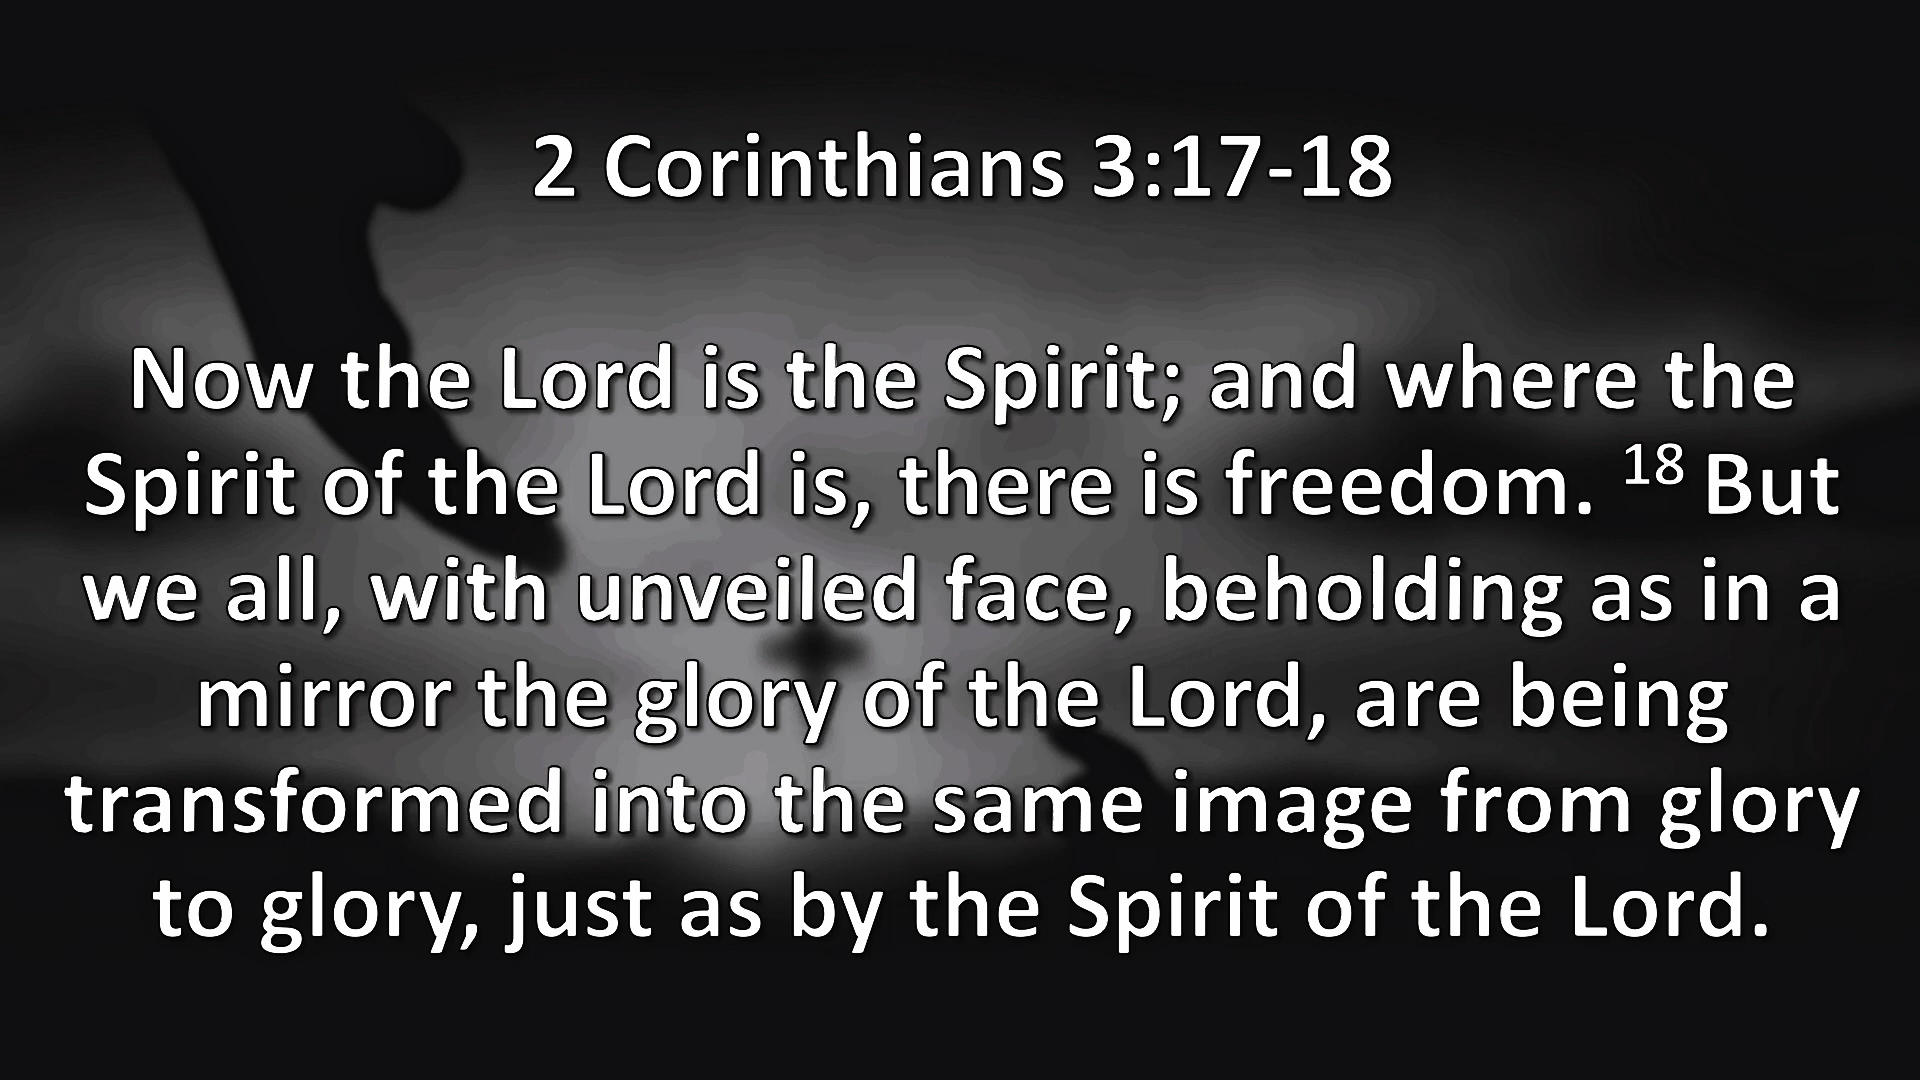 2 Corinthians 3:17-18
Now the Lord is the Spirit; and where the
Spirit of the Lord is, there is freedom. 18 But
we all, with unveiled face, beholding as in a
mirror the glory of the Lord, are being
transformed into the same image from glory
to glory, just as by the Spirit of the Lord.